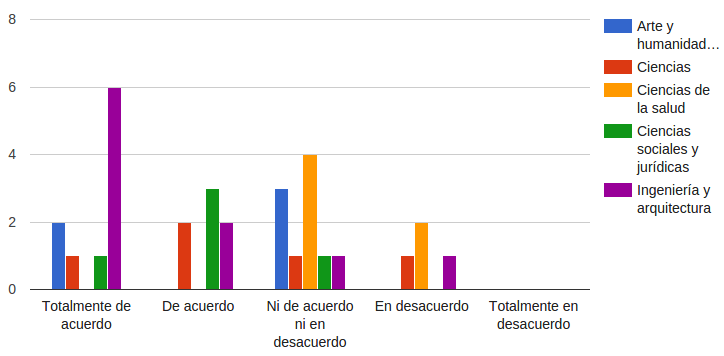 8
6
4
2
0
Totalmente de
acuerdo
De acuerdo
Ni de acuerdo
ni en
desacuerdo
En desacuerdo
Totalmente en
desacuerdo
Arte y
humanidad…
Ciencias
Ciencias de
la salud
Ciencias
sociales y
jurídicas
Ingeniería y
arquitectura